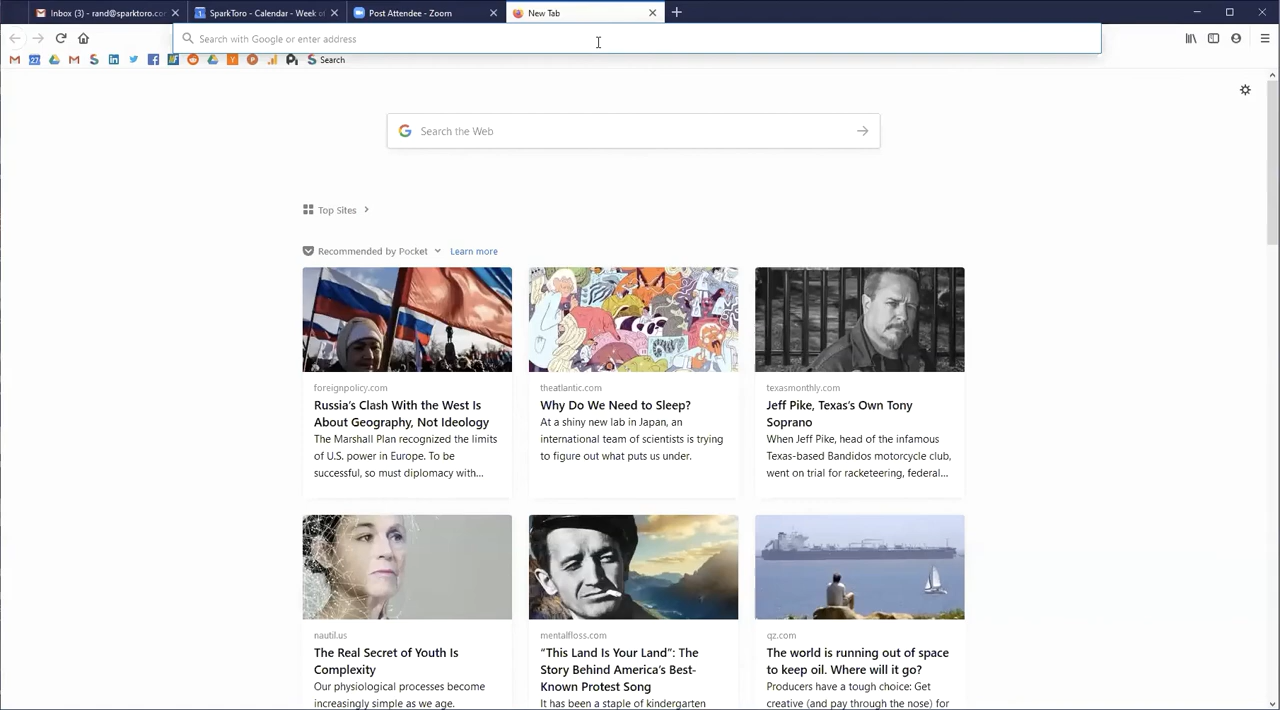 Inbox (3) - rand@sparktoro.co
SparkToro - Calendar - Week of
Post Attendee - Zoom
New Tab
Search with Google or enter address
27
Search
Search the Web
Top Sites
Recommended by Pocket
Learn more
foreignpolicy.com
Russia's Clash With the West Is
About Geography, Not Ideology
The Marshall Plan recognized the limits
of U.S. power in Europe. To be
successful, so must diplomacy with...
theatlantic.com
Why Do We Need to Sleep?
At a shiny new lab in Japan, an
international team of scientists is trying
to figure out what puts us under.
texasmonthly.com
Jeff Pike, Texas's Own Tony
Soprano
When Jeff Pike, head of the infamous
Texas-based Bandidos motorcycle club,
went on trial for racketeering, federal...
nautil.us
The Real Secret of Youth Is
Complexity
Our physiological processes become
increasingly simple as we age.
mentalfloss.com
“This Land Is Your Land”: The
Story Behind America's Best-
Known Protest Song
It has been a staple of kindergarten
qz.com
The world is running out of space
to keep oil. Where will it go?
Producers have a tough choice: Get
creative (and pay through the nose) for